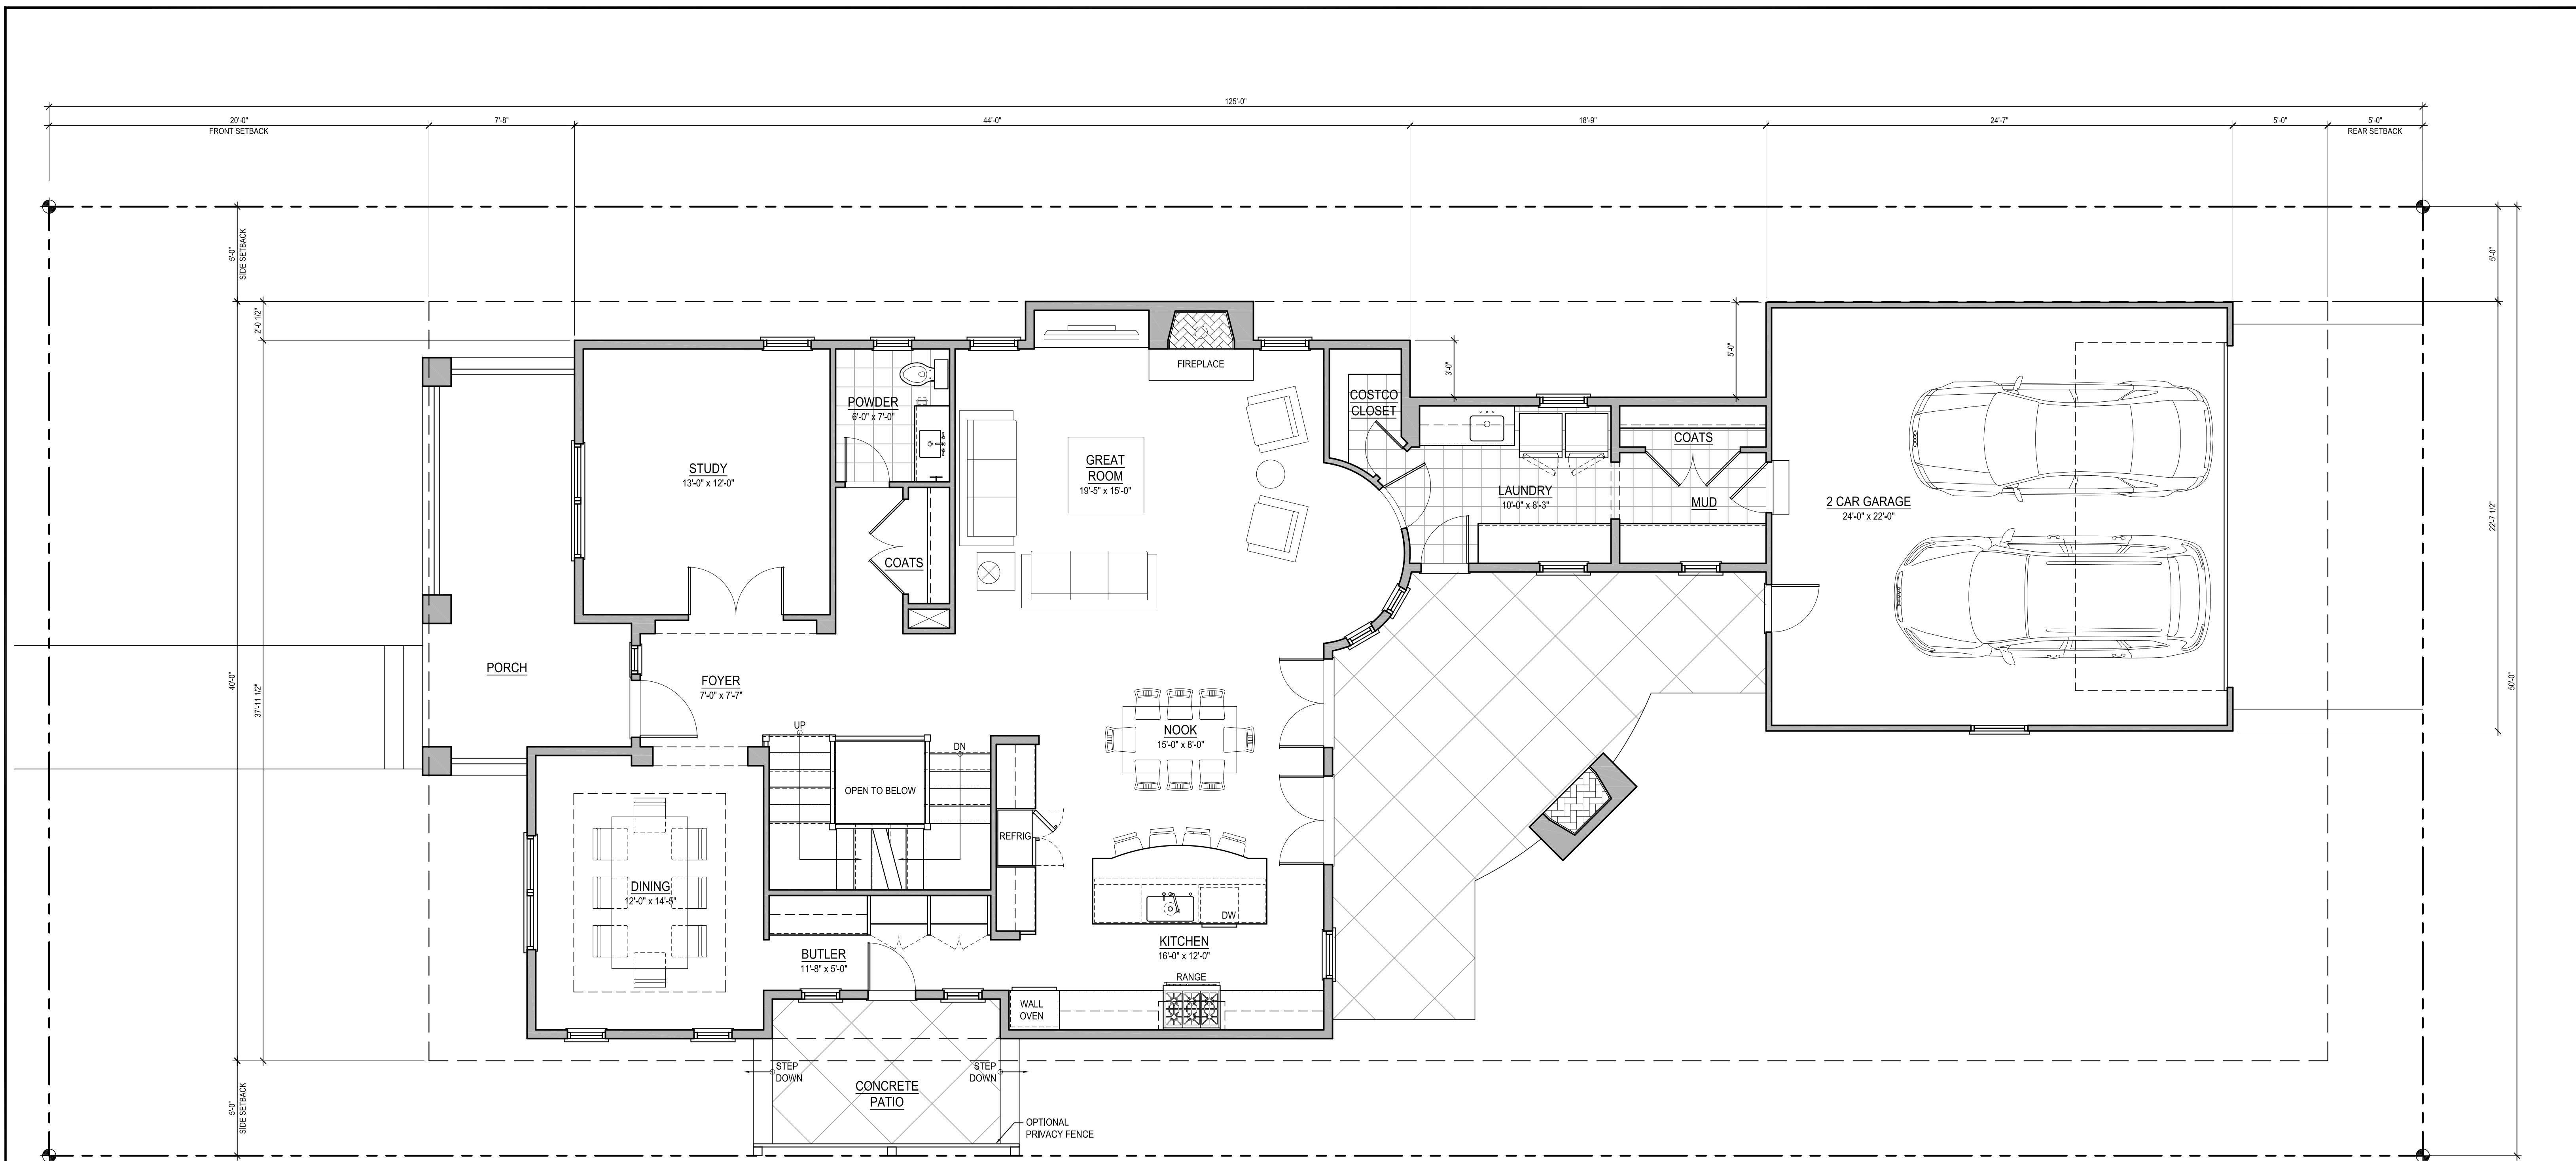 125'-0"
20'-0"
FRONT SETBACK
7'-8"
44'-0"
18'-9"
24'-7"
5'-0"
5'-0"
REAR SETBACK
5'-0"
SIDE SETBACK
2'-0 1/2"
40'-0"
37'-11 1/2"
5'-0"
SIDE SETBACK
3'-0"
5'-0"
5'-0"
22'-7 1/2"
50'-0"
FIREPLACE
POWDER
6'-0" x 7'-0"
COSTCO
CLOSET
STUDY
13'-0" x 12'-0"
GREAT
ROOM
19'-5" x 15'-0"
COATS
LAUNDRY
10'-0" x 8'-3"
MUD
2 CAR GARAGE
24'-0" x 22'-0"
COATS
PORCH
FOYER
7'-0" x 7'-7"
UP
DN
NOOK
15'-0" x 8'-0"
OPEN TO BELOW
REFRIG
DINING
12'-0" x 14'-5"
DW
BUTLER
11'-8" x 5'-0"
KITCHEN
16'-0" x 12'-0"
RANGE
WALL
OVEN
STEP
DOWN
STEP
DOWN
CONCRETE
PATIO
OPTIONAL
PRIVACY FENCE